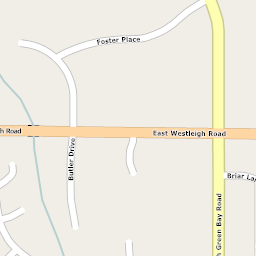 Foster Place
h Road
East Westleigh Road
Butler Drive
Briar La
h Green Bay Road